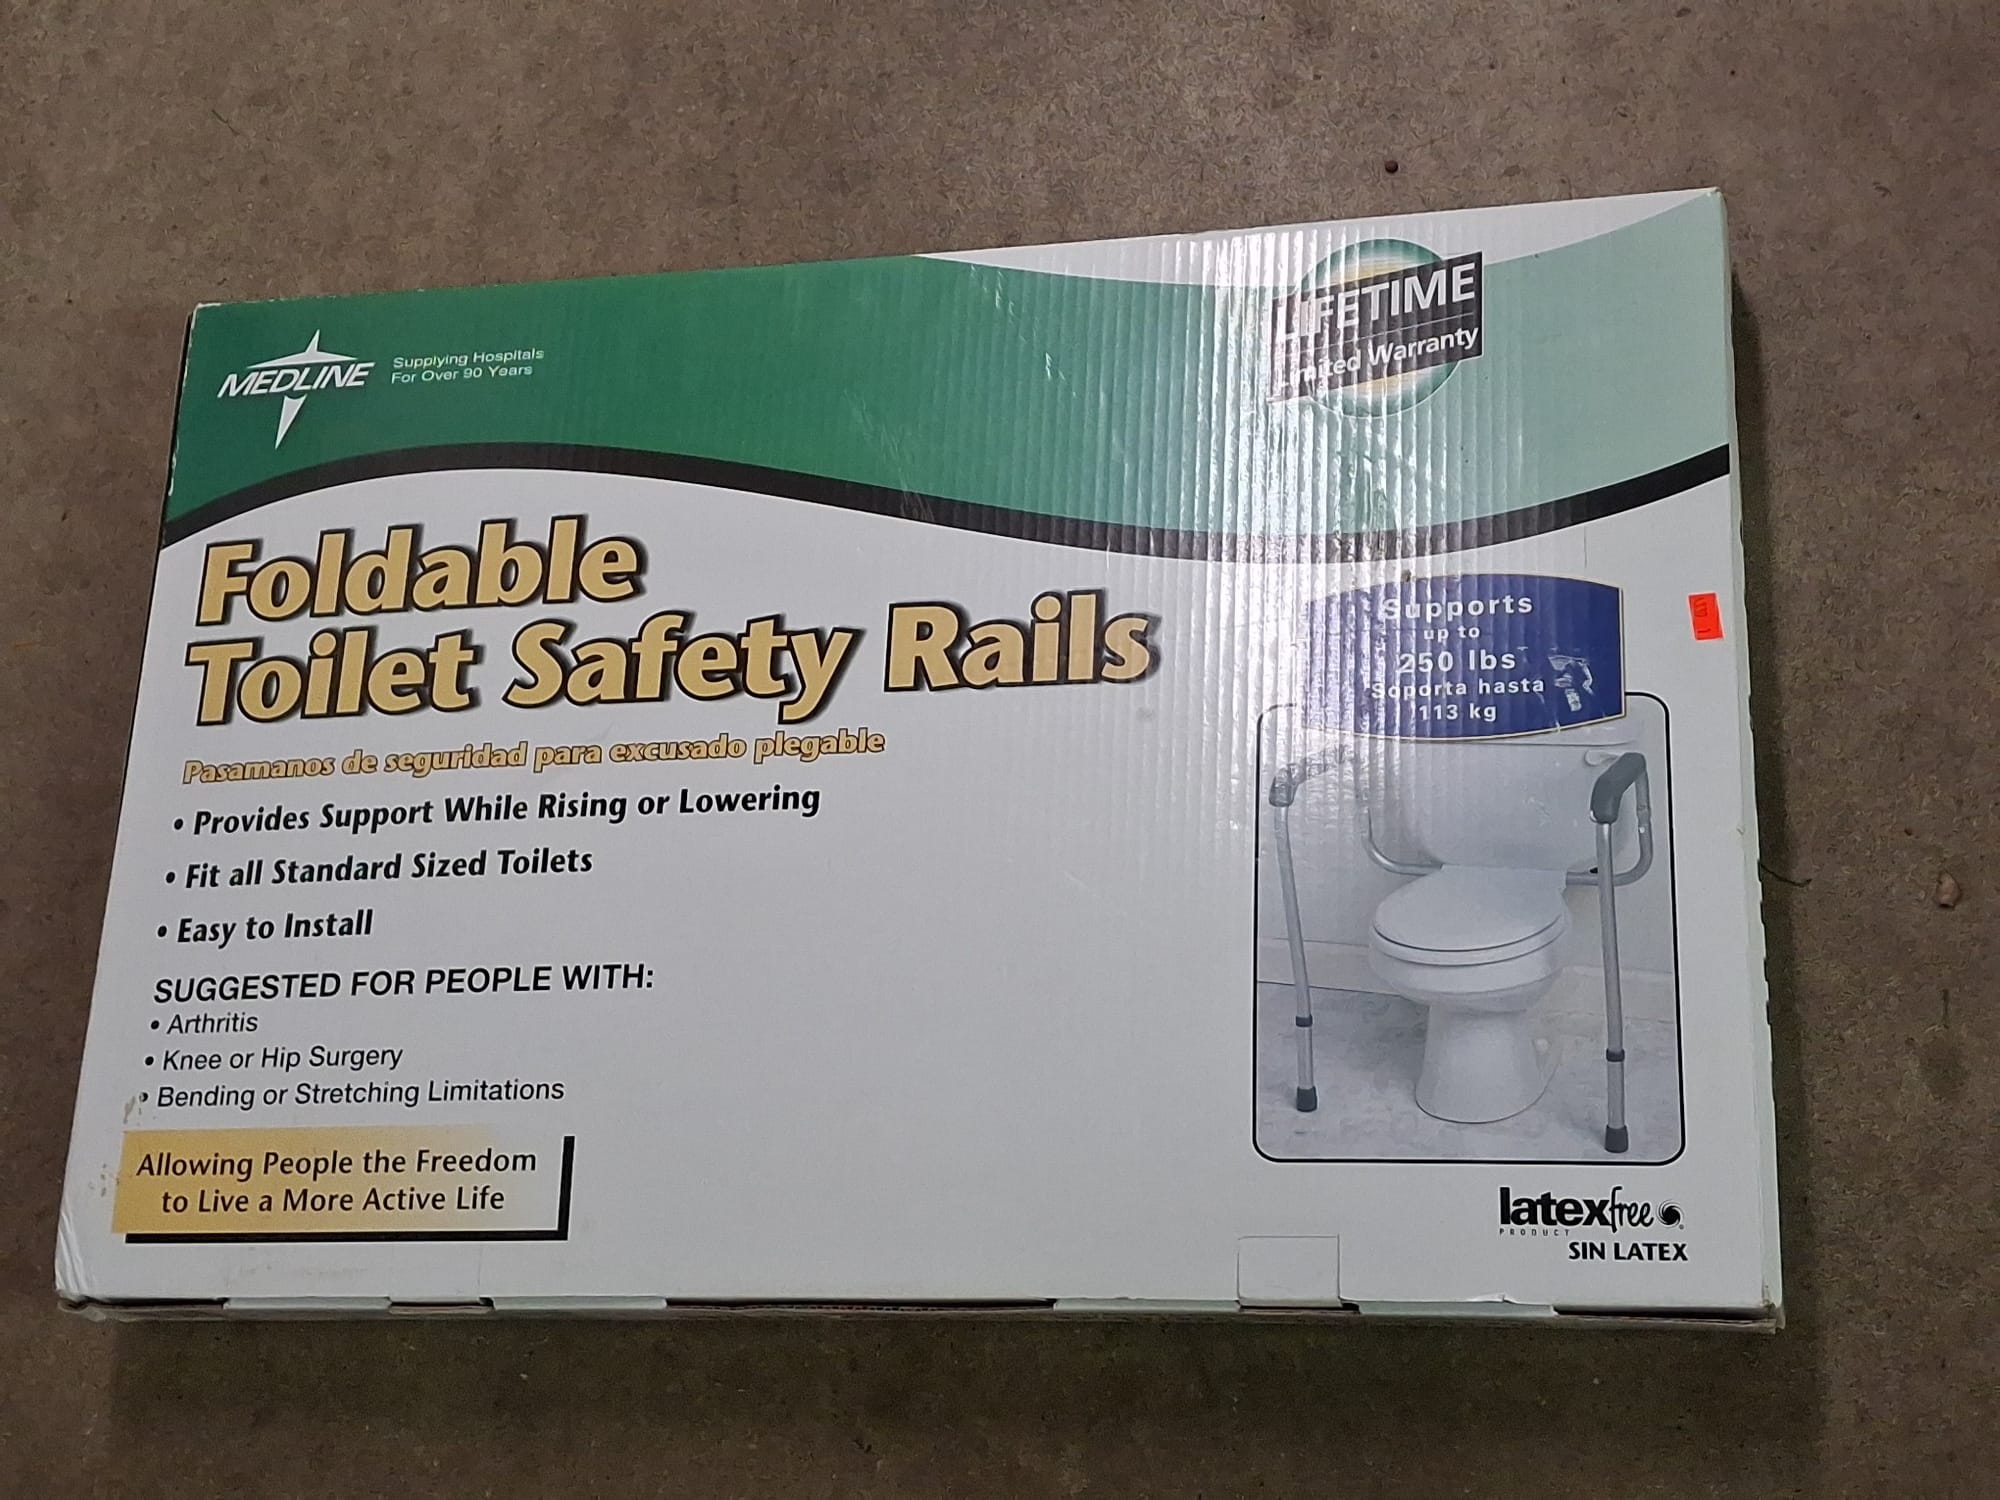 MEDLINE
Supplying Hospitals
For Over 90 Years
LIFETIME
Limited Warranty
Foldable
Toilet Safety Rails
Pasamanos de seguridad para excusado plegable
• Provides Support While Rising or Lowering
• Fit all Standard Sized Toilets
• Easy to Install
SUGGESTED FOR PEOPLE WITH:
• Arthritis
• Knee or Hip Surgery
• Bending or Stretching Limitations
Allowing People the Freedom
to Live a More Active Life
Supports
up to
250 lbs
Soporta hasta
113 kg
latexfree
PRODUCT
SIN LATEX